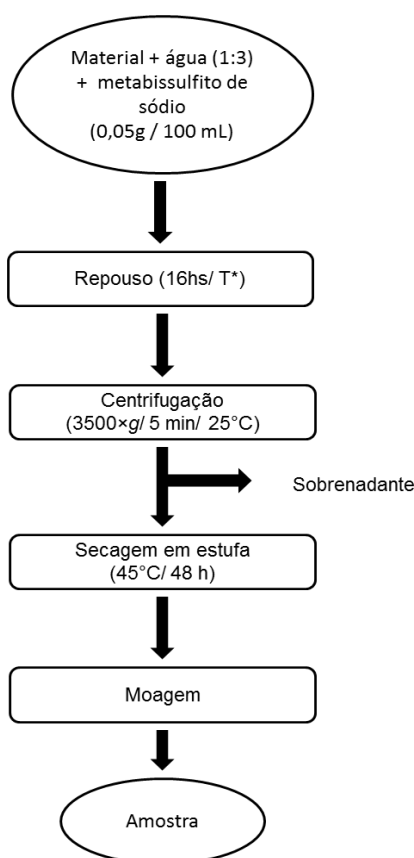 Material + água (1:3)
+ metabissulfito de
sódio
(0,05g / 100 mL)
Repouso (16hs/ T*)
Centrifugação
(3500×g/ 5 min/ 25°C)
Sobrenadante
Secagem em estufa
(45°C/ 48 h)
Moagem
Amostra